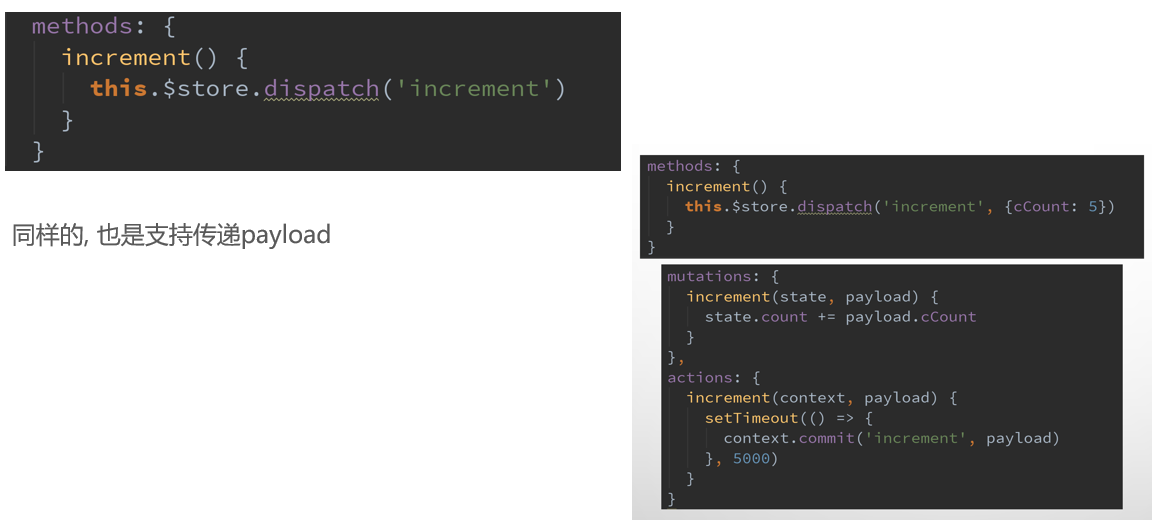 methods: {
  increment() {
    this.$store.dispatch('increment')
  }
}
同样的, 也是支持传递payload
methods: {
  increment() {
    this.$store.dispatch('increment', {cCount: 5})
  }
}
mutations: {
  increment(state, payload) {
    state.count += payload.cCount
  }
},
actions: {
  increment(context, payload) {
    setTimeout(() => {
      context.commit('increment', payload)
    }, 5000)
  }
}